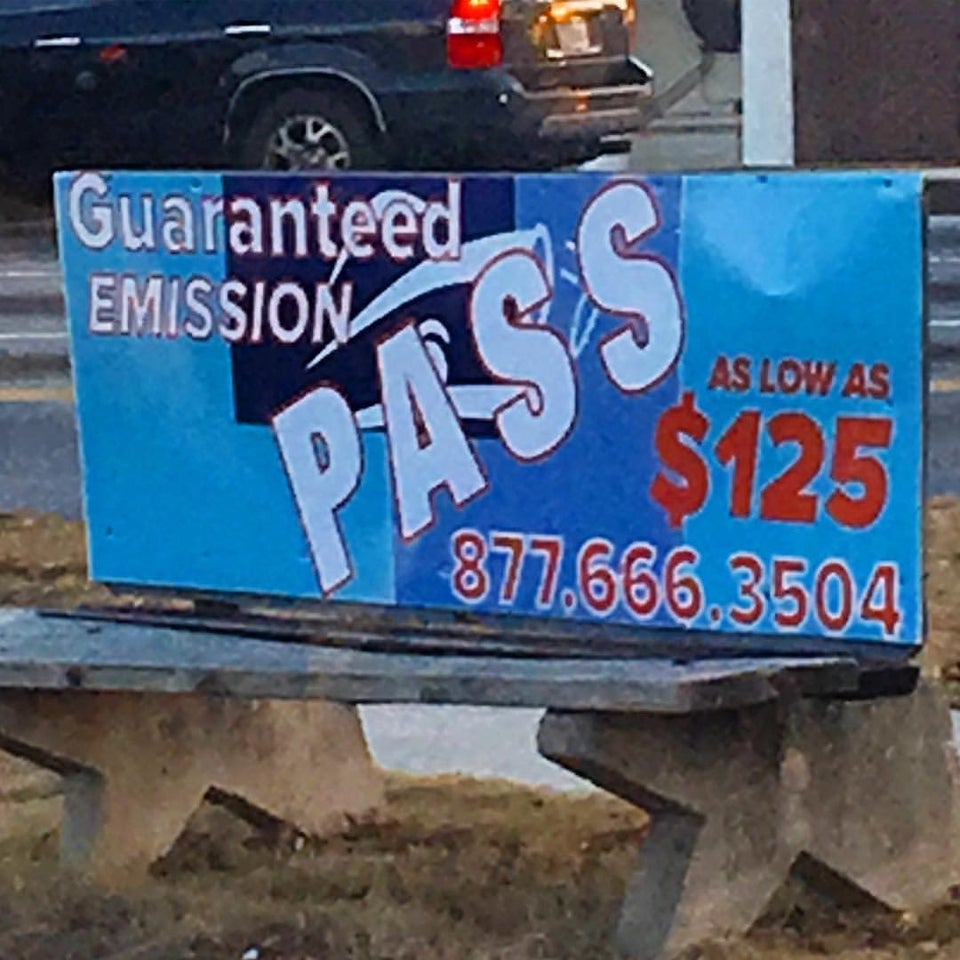 Guaranteed
EMISSION
PASS
AS LOW AS
$125
877.666.3504